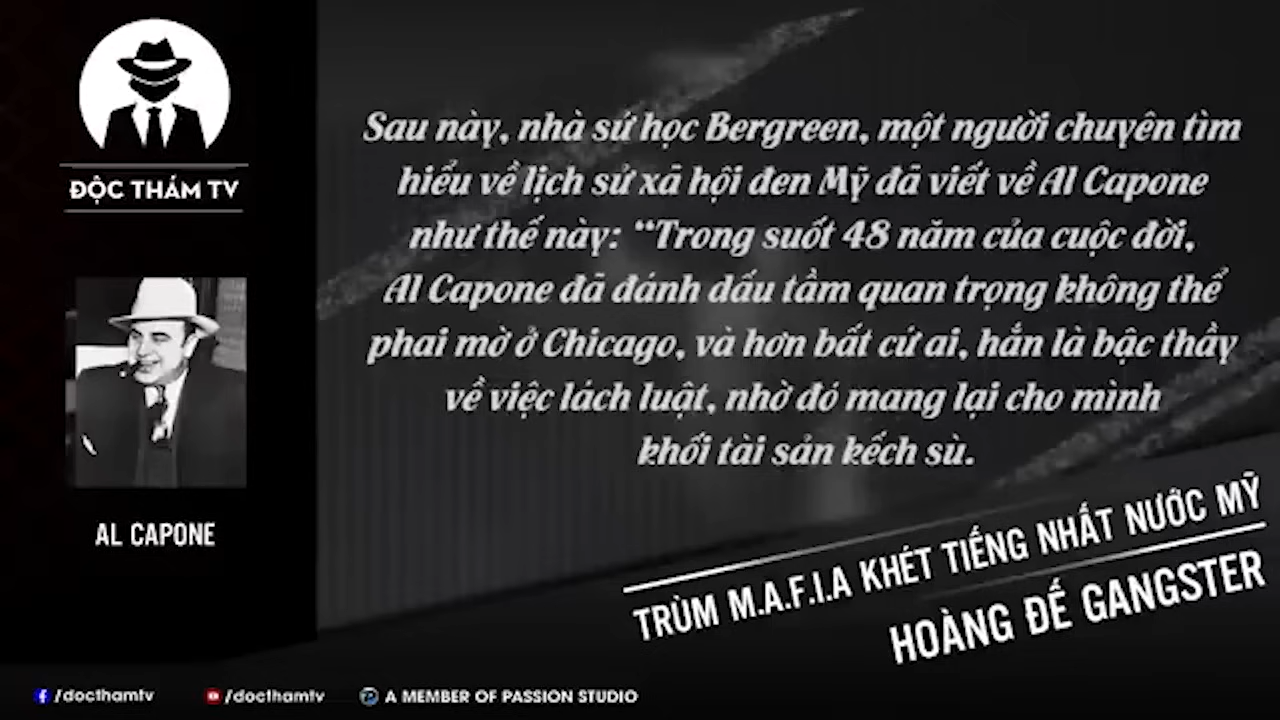 ĐỘC THÁM TV
AL CAPONE
Sau này, nhà sử học Bergreen, một người chuyên tìm
hiểu về lịch sử xã hội đen Mỹ đã viết về Al Capone
như thế này: “Trong suốt 48 năm của cuộc đời,
Al Capone đã đánh dấu tầm quan trọng không thể
phai mờ ở Chicago, và hơn bất cứ ai, hắn là bậc thầy
về việc lách luật, nhờ đó mang lại cho mình
khối tài sản kếch sù.
TRÙM M.A.F.I.A KHÉT TIẾNG NHẤT NƯỚC MỸ
HOÀNG ĐẾ GANGSTER
/docthamtv /docthamtv A MEMBER OF PASSION STUDIO